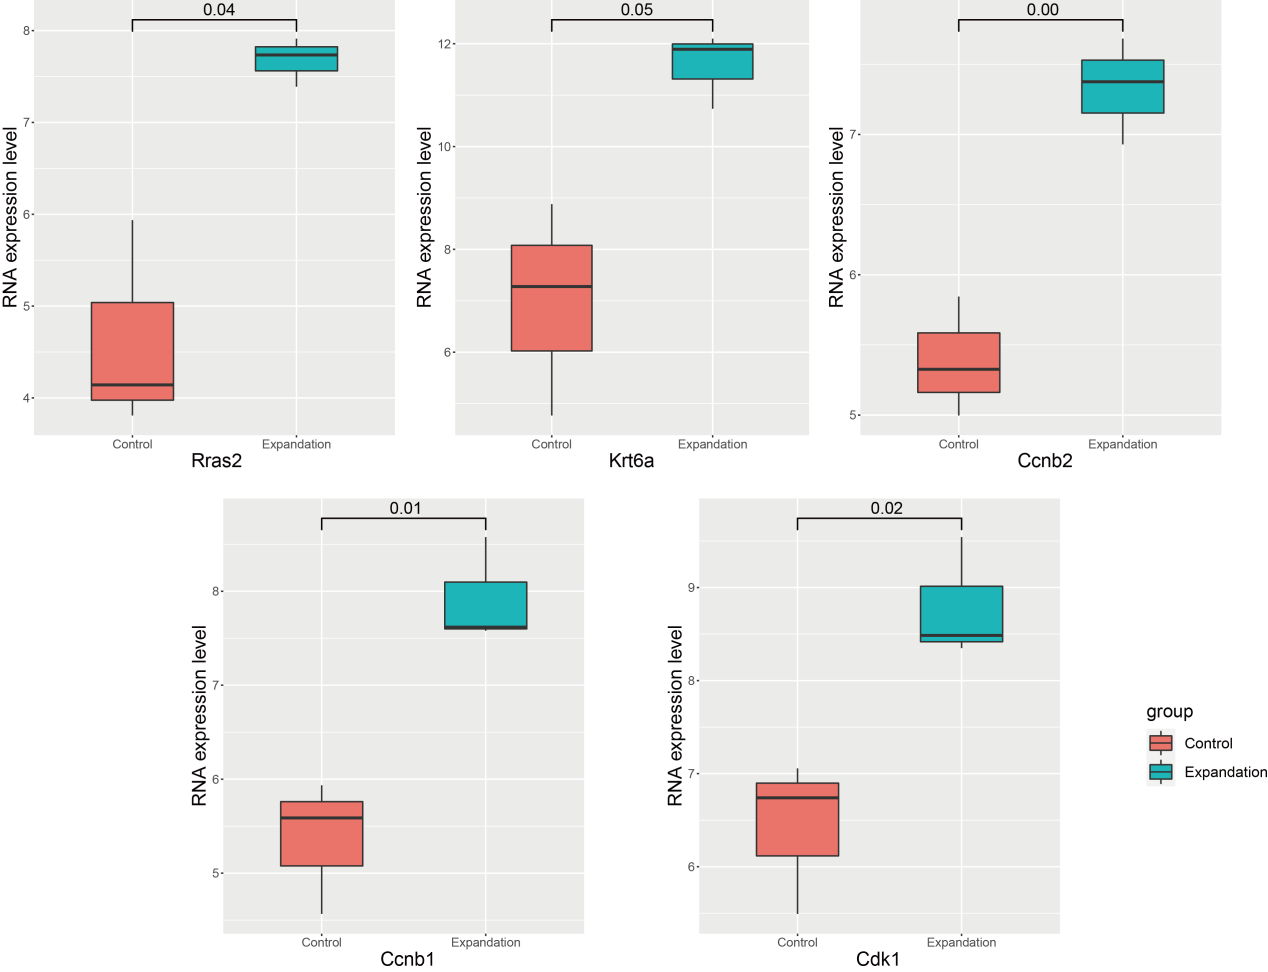 0.04
RNA expression level
8
7
6
5
4
Control Expandation
Rras2
0.05
RNA expression level
12
10
8
6
Control Expandation
Krt6a
0.00
RNA expression level
7
6
5
Control Expandation
Ccnb2
0.01
RNA expression level
8
7
6
5
Control Expandation
Ccnb1
0.02
RNA expression level
9
8
7
6
Control Expandation
Cdk1
group
Control
Expandation